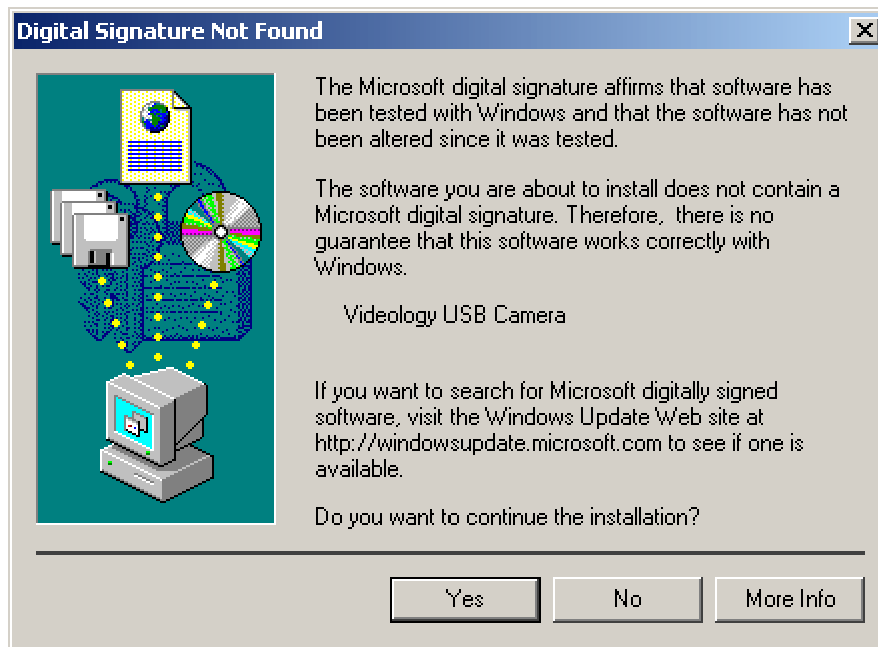 Digital Signature Not Found
The Microsoft digital signature affirms that software has
been tested with Windows and that the software has not
been altered since it was tested.
The software you are about to install does not contain a
Microsoft digital signature. Therefore,  there is no
guarantee that this software works correctly with
Windows.
Videology USB Camera
If you want to search for Microsoft digitally signed
software, visit the Windows Update Web site at
http://windowsupdate.microsoft.com to see if one is
available.
Do you want to continue the installation?
Yes
No
More Info